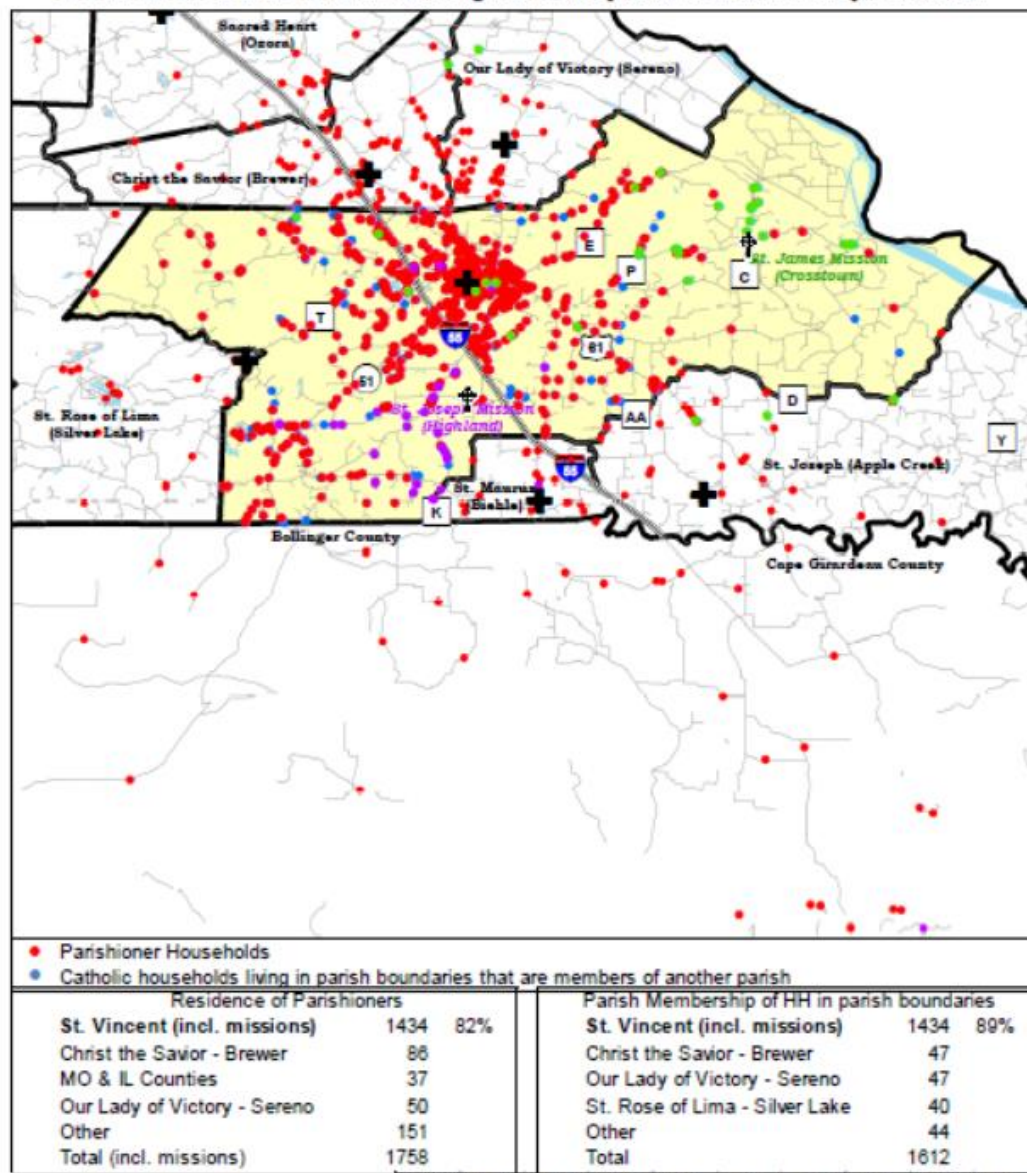 Sacred Heart
(Ozora)
Our Lady of Victory (Sereno)
Christ the Savior (Brewer)
E
P
C
St. James Mission
(Crosstown)
T
55
61
51
St. Joseph Mission
(Highland)
AA
D
Y
St. Rose of Lima
(Silver Lake)
St. Joseph (Apple Creek)
55
St. Maurus
(Biehle)
K
Bollinger County
Cape Girardeau County
Parishioner Households
Catholic households living in parish boundaries that are members of another parish
Residence of Parishioners
St. Vincent (incl. missions) 1434 82%
Christ the Savior - Brewer 86
MO & IL Counties 37
Our Lady of Victory - Sereno 50
Other 151
Total (incl. missions) 1758
Parish Membership of HH in parish boundaries
St. Vincent (incl. missions) 1434 89%
Christ the Savior - Brewer 47
Our Lady of Victory - Sereno 47
St. Rose of Lima - Silver Lake 40
Other 44
Total 1612